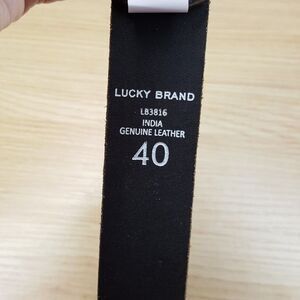 LUCKY BRAND
LB3816
INDIA
GENUINE LEATHER
40